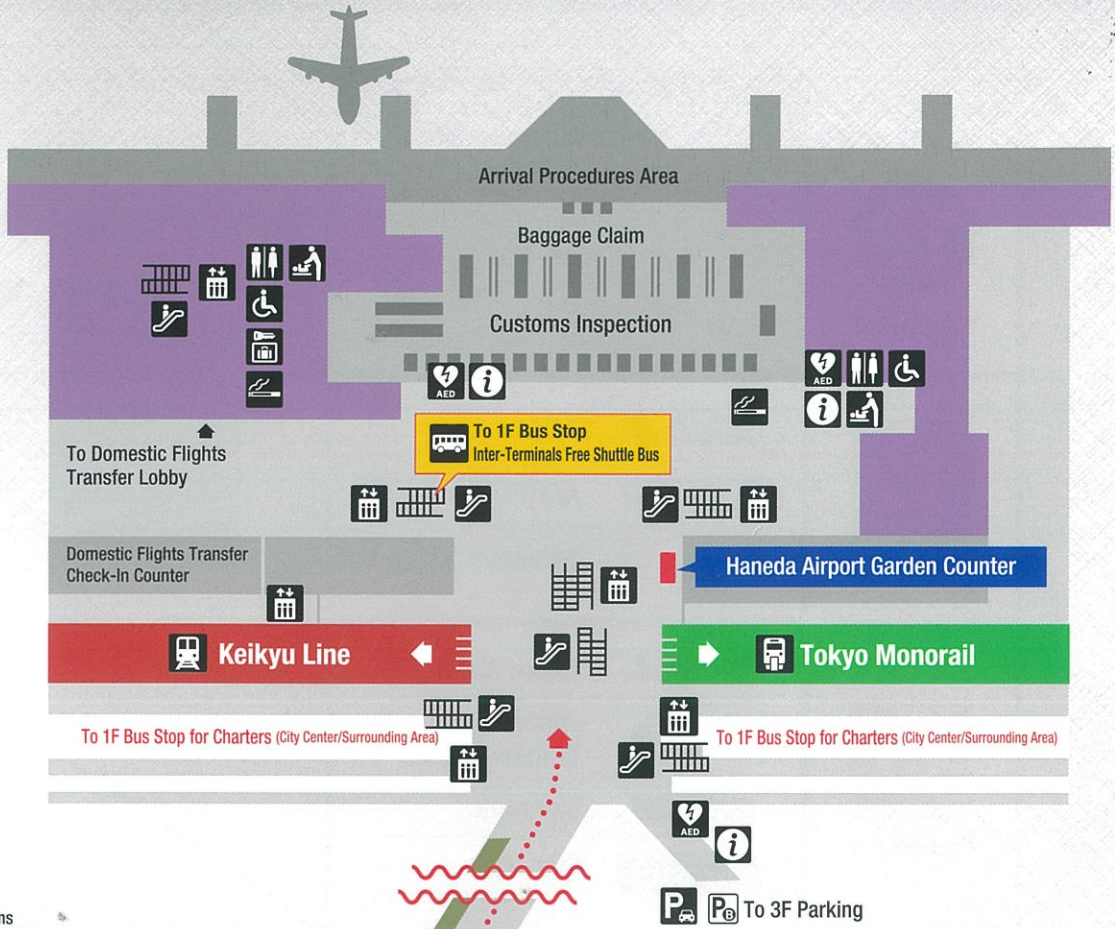 Arrival Procedures Area
Baggage Claim
Customs Inspection
AED
AED
To 1F Bus Stop
Inter-Terminals Free Shuttle Bus
To Domestic Flights
Transfer Lobby
Domestic Flights Transfer
Check-In Counter
Haneda Airport Garden Counter
Keikyu Line
Tokyo Monorail
To 1F Bus Stop for Charters (City Center/Surrounding Area)
To 1F Bus Stop for Charters (City Center/Surrounding Area)
AED
P PB To 3F Parking